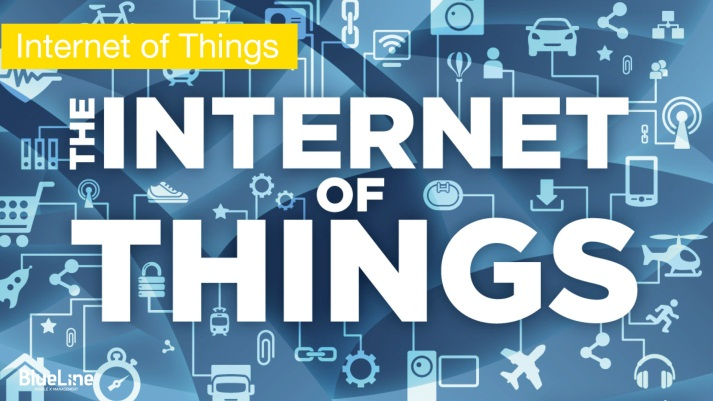 Internet of Things
THE
INTERNET
OF
THINGS
BlueLine